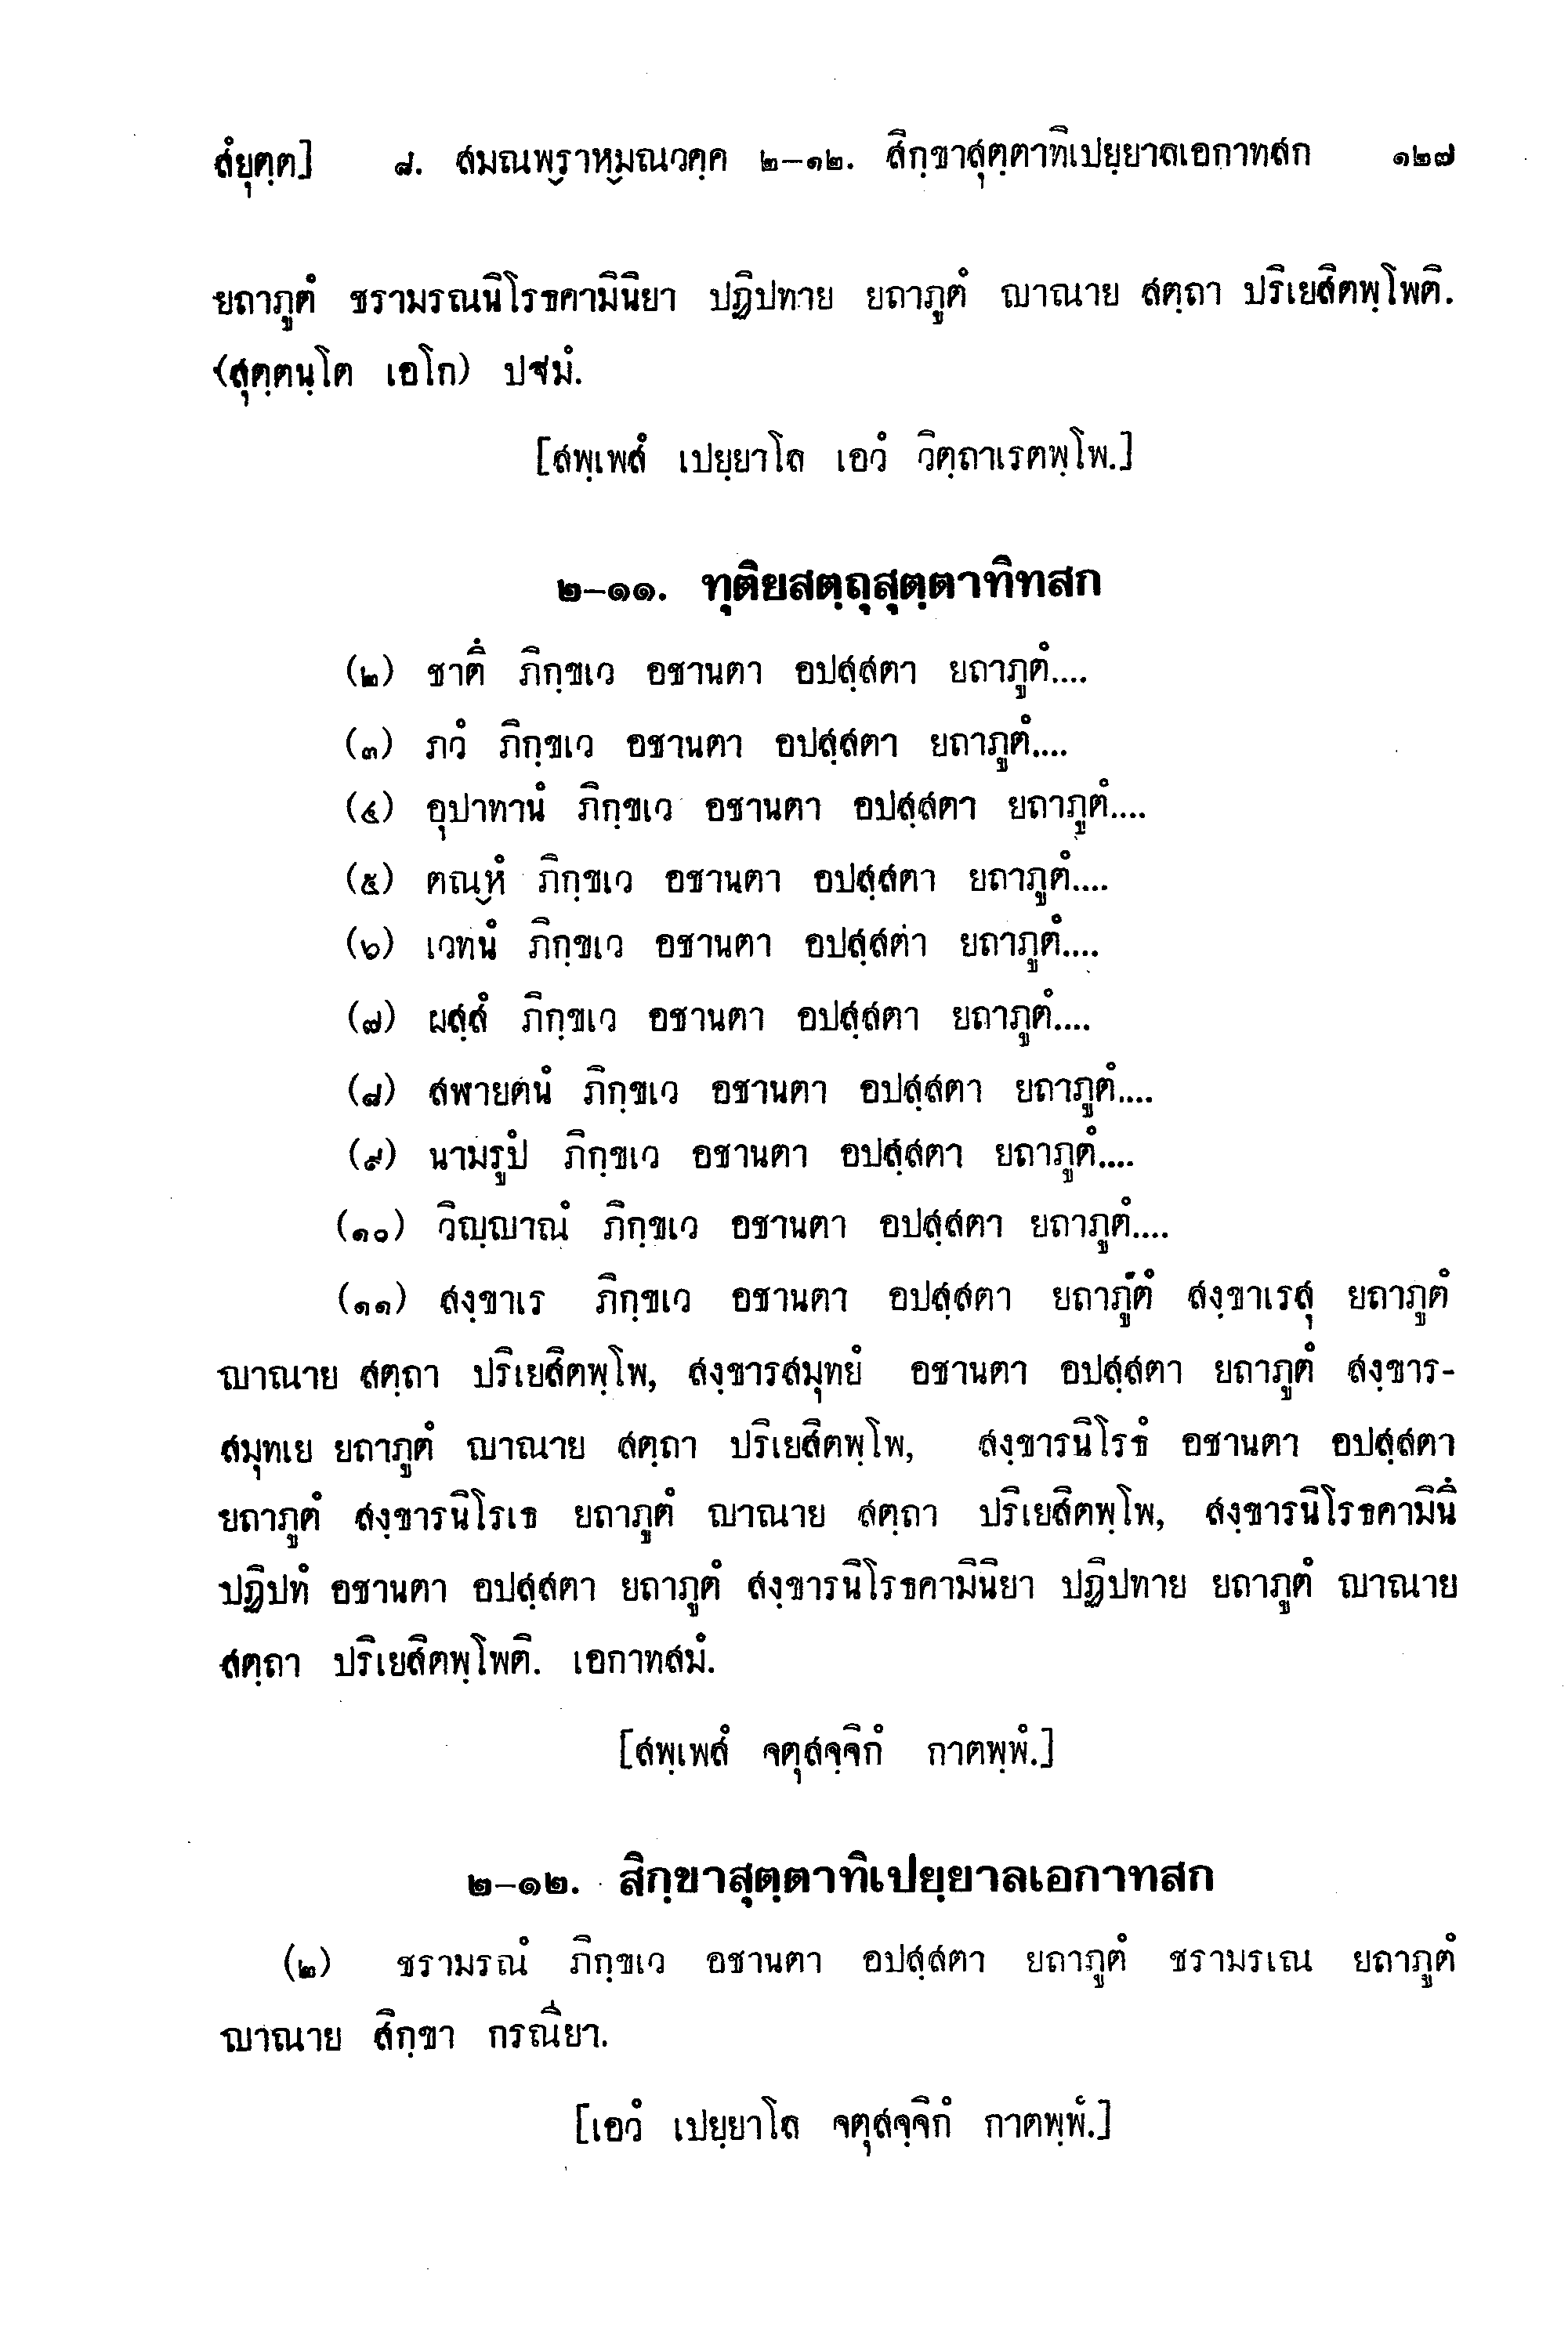 สํยุตฺต]	๘. สมณพฺราหฺมณวคฺค ๒–๑๒. สิกฺขาสุตฺตาทิเปยฺยาลเอกาทสก	๑๒๗
ยถาภูตํ ชรามรณนิโรธคามินิยา ปฏิปทาย ยถาภูตํ ญาณาย สตฺถา ปริเยสิตพฺโพติ.
(สุตฺตนฺโต เอโก) ปฐมํ.
[สพฺเพสํ เปยฺยาโล เอวํ วิตฺถาเรตพฺโพ.]
๒–๑๑. ทุติยสตฺถุสุตฺตาทิทสก
(๒) ชาตึ ภิกฺขเว อชานตา อปสฺสตา ยถาภูตํ....
(๓) ภวํ ภิกฺขเว อชานตา อปสฺสตา ยถาภูตํ....
(๔) อุปาทานํ ภิกฺขเว อชานตา อปสฺสตา ยถาภูตํ....
(๕) ตณฺหํ ภิกฺขเว อชานตา อปสฺสตา ยถาภูตํ....
(๖) เวทนํ ภิกฺขเว อชานตา อปสฺสตา ยถาภูตํ....
(๗) ผสฺสํ ภิกฺขเว อชานตา อปสฺสตา ยถาภูตํ....
(๘) สฬายตนํ ภิกฺขเว อชานตา อปสฺสตา ยถาภูตํ....
(๙) นามรูปํ ภิกฺขเว อชานตา อปสฺสตา ยถาภูตํ....
(๑๐) วิญฺญาณํ ภิกฺขเว อชานตา อปสฺสตา ยถาภูตํ....
(๑๑) สงฺขาเร ภิกฺขเว อชานตา อปสฺสตา ยถาภูตํ สงฺขาเรสุ ยถาภูตํ
ญาณาย สตฺถา ปริเยสิตพฺโพ, สงฺขารสมุทยํ อชานตา อปสฺสตา ยถาภูตํ สงฺขาร-
สมุทเย ยถาภูตํ ญาณาย สตฺถา ปริเยสิตพฺโพ, สงฺขารนิโรธํ อชานตา อปสฺสตา
ยถาภูตํ สงฺขารนิโรเธ ยถาภูตํ ญาณาย สตฺถา ปริเยสิตพฺโพ, สงฺขารนิโรธคามินึ
ปฏิปทํ อชานตา อปสฺสตา ยถาภูตํ สงฺขารนิโรธคามินิยา ปฏิปทาย ยถาภูตํ ญาณาย
สตฺถา ปริเยสิตพฺโพติ. เอกาทสมํ.
[สพฺเพสํ จตุสจฺจิกํ กาตพฺพํ.]
๒–๑๒. สิกฺขาสุตฺตาทิเปยฺยาลเอกาทสก
(๒) ชรามรณํ ภิกฺขเว อชานตา อปสฺสตา ยถาภูตํ ชรามรเณ ยถาภูตํ
ญาณาย สิกฺขา กรณียา.
[เอวํ เปยฺยาโล จตุสจฺจิกํ กาตพฺพํ.]